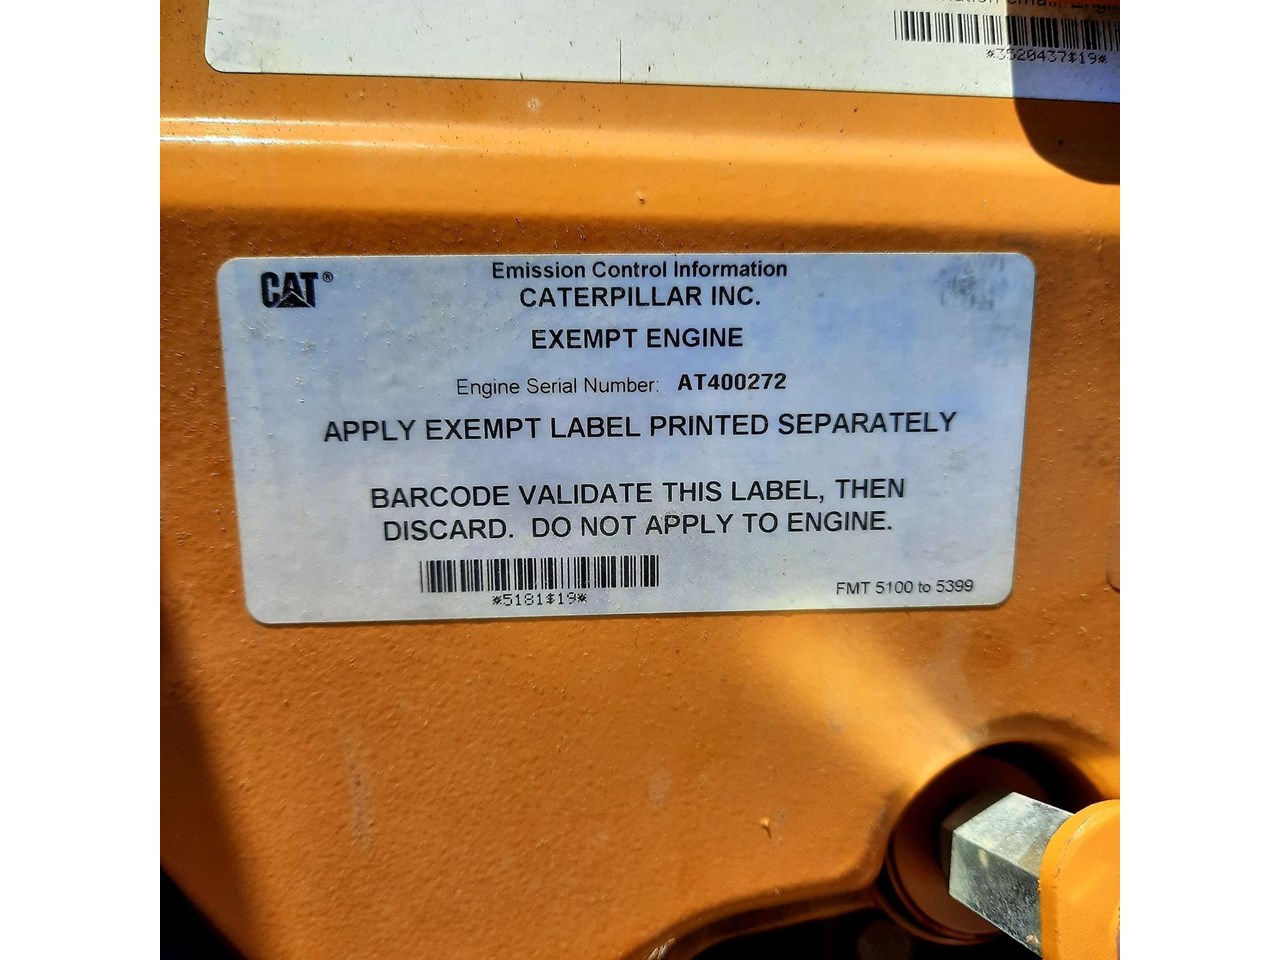 *3520437$19*
CAT®
Emission Control Information
CATERPILLAR INC.
EXEMPT ENGINE
Engine Serial Number: AT400272
APPLY EXEMPT LABEL PRINTED SEPARATELY
BARCODE VALIDATE THIS LABEL, THEN
DISCARD. DO NOT APPLY TO ENGINE.
*5181$19*
FMT 5100 to 5399